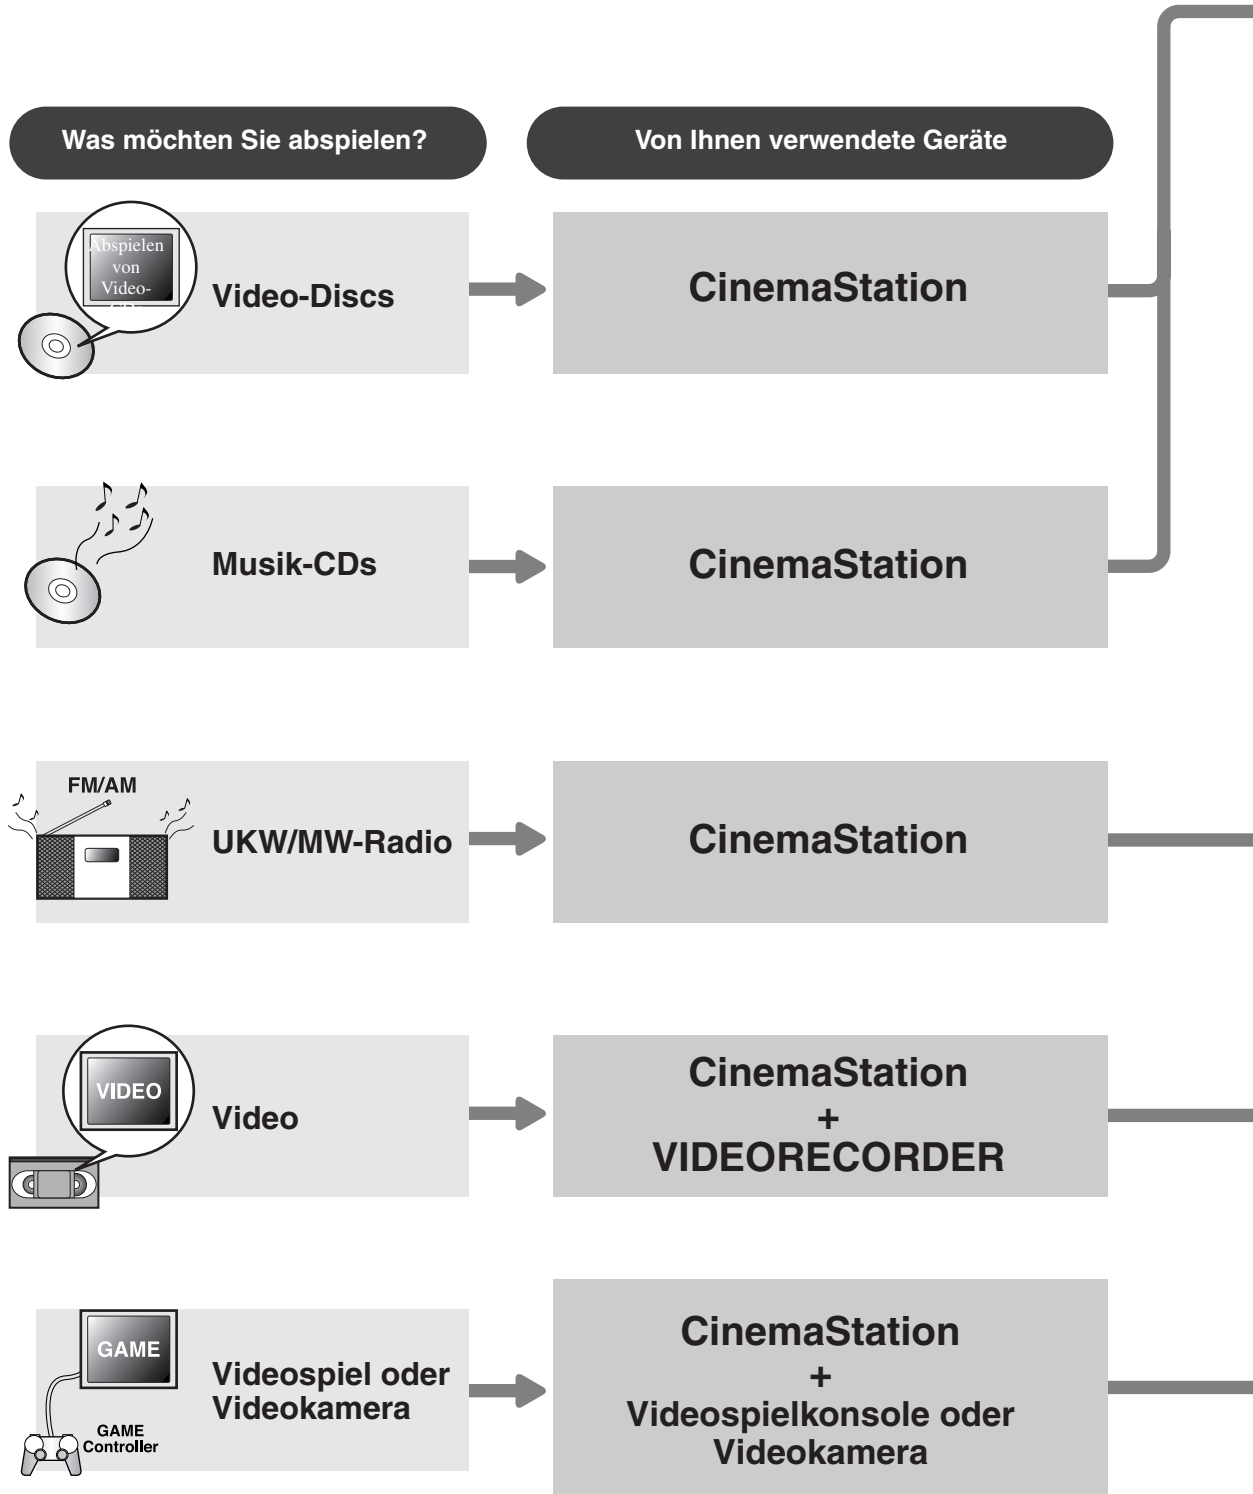 Was möchten Sie abspielen?
Von Ihnen verwendete Geräte
Abspielen
von
Video-
Video-Discs
CinemaStation
Musik-CDs
CinemaStation
FM/AM
UKW/MW-Radio
CinemaStation
VIDEO
Video
CinemaStation
+
VIDEORECORDER
GAME
GAME
Controller
Videospiel oder
Videokamera
CinemaStation
+
Videospielkonsole oder
Videokamera